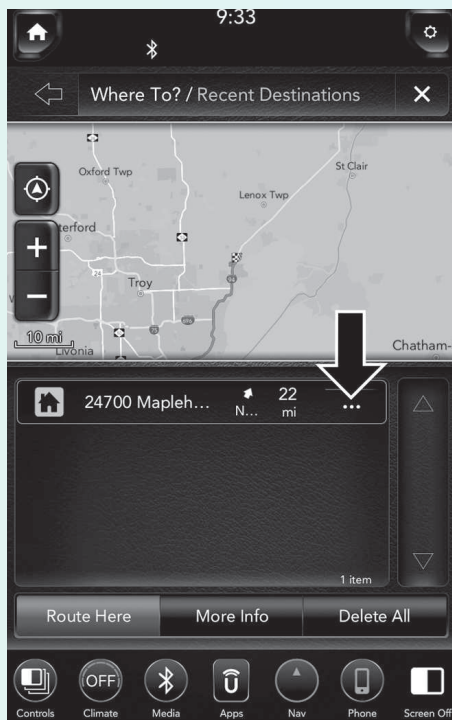 9:33
Where To? / Recent Destinations
Oxford Twp
St Clair
Lenox Twp
terford
Troy
10 mi
Livonia
Chatham-
24700 Mapleh... N... 22 mi
1 item
Route Here More Info Delete All
OFF
Controls Climate Media Apps Nav Phone Screen Off